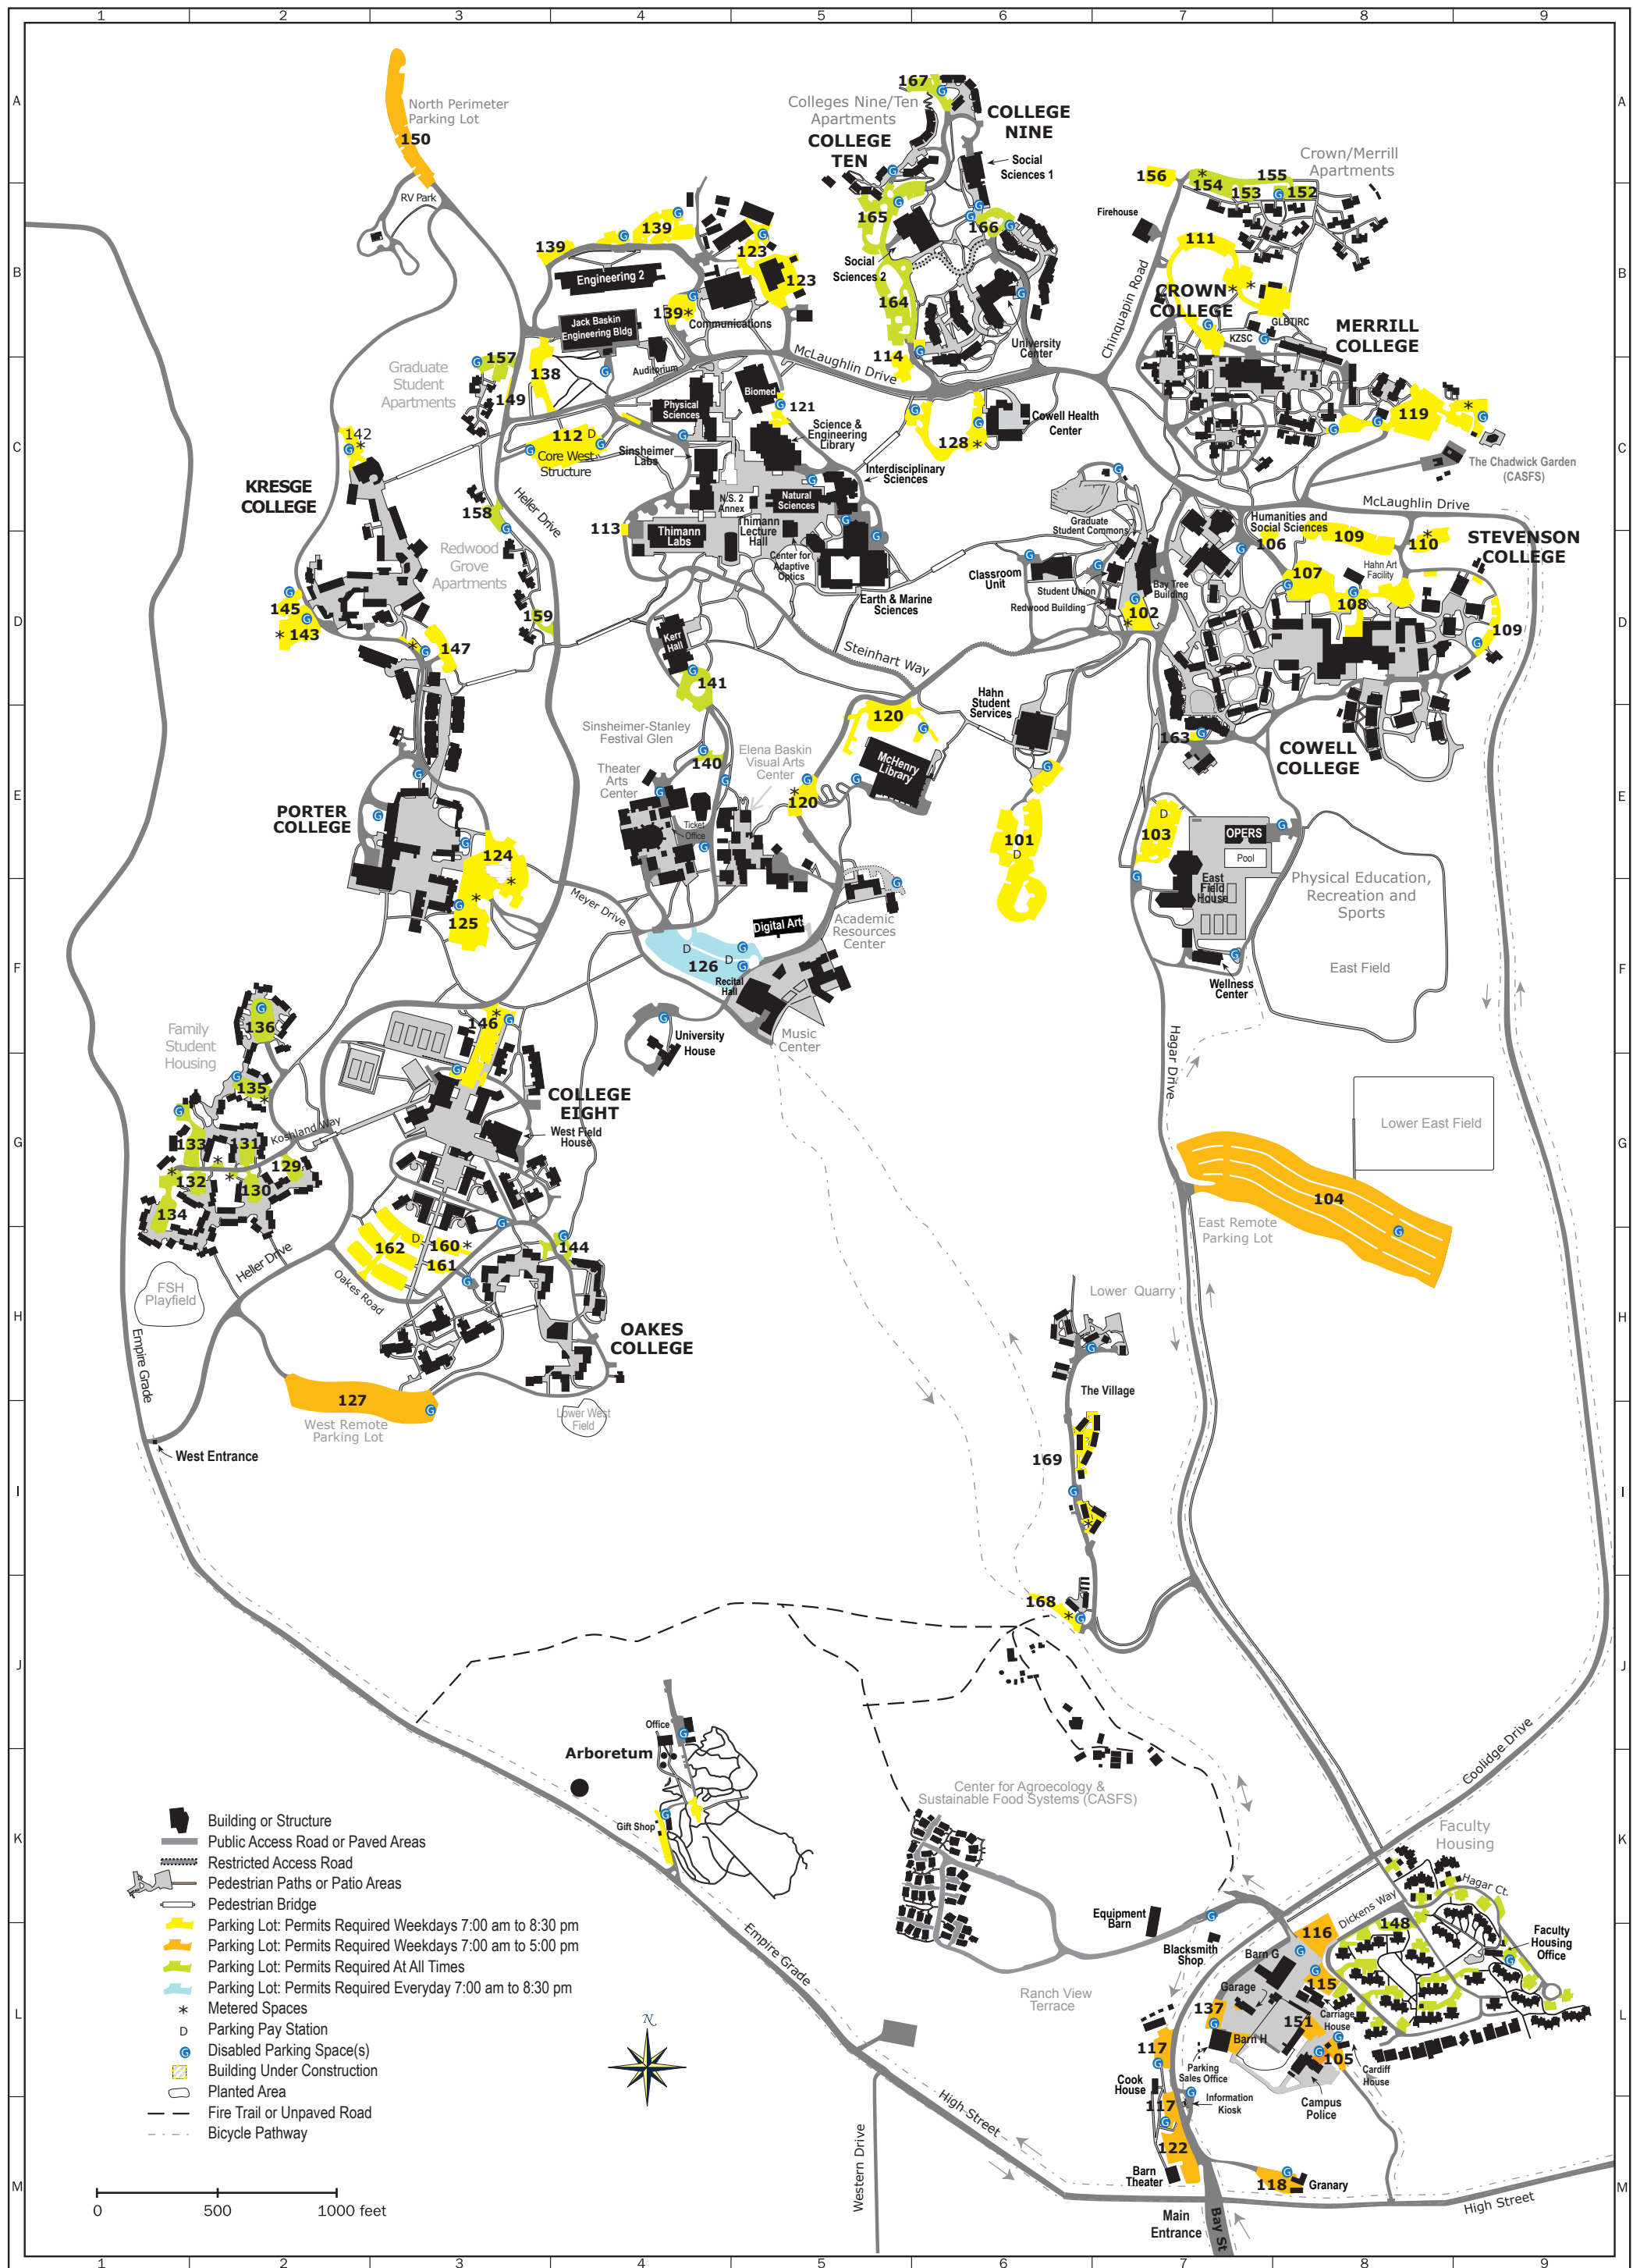 1 2 3 4 5 6 7 8 9
A
A
North Perimeter
Parking Lot
150
RV Park
Colleges Nine/Ten
Apartments
167
COLLEGE
NINE
COLLEGE
TEN
Social
Sciences 1
165
166
Social
Sciences 2
164
University
Center
114
156
154
155
153
152
Crown/Merrill
Apartments
Firehouse
111
Chinquapin Road
CROWN*
COLLEGE
*
*
GLBTIRC
KZSC
MERRILL
COLLEGE
B
B
139
139
Engineering 2
123
123
139*
Communications
Jack Baskin
Engineering Bldg
Auditorium
McLaughlin Drive
Graduate
Student
Apartments
157
149
138
Biomed
121
Physical
Sciences
Science &
Engineering
Library
112
D
Core West
Structure
Sinsheimer
Labs
Interdisciplinary
Sciences
128
*
Cowell Health
Center
119
*
The Chadwick Garden
(CASFS)
C
C
142
*
KRESGE
COLLEGE
158
Heller Drive
N.S. 2
Annex
Natural
Sciences
113
Thimann
Labs
Thimann
Lecture
Hall
Center for
Adaptive
Optics
Earth & Marine
Sciences
Graduate
Student Commons
Classroom
Unit
Student Union
Redwood Building
Bay Tree
Building
102
*
McLaughlin Drive
Humanities and
Social Sciences
106
109
110
*
STEVENSON
COLLEGE
107
Hahn Art
Facility
108
109
Redwood
Grove
Apartments
159
D
D
145
143
*
*
147
Kerr
Hall
141
Steinhart Way
Hahn
Student
Services
120
McHenry
Library
163
COWELL
COLLEGE
Sinsheimer-Stanley
Festival Glen
140
Elena Baskin
Visual Arts
Center
Theater
Arts
Center
Ticket
Office
*
120
E
E
PORTER
COLLEGE
124
*
*
125
101
D
D
103
OPERS
Pool
East
Field
House
Physical Education,
Recreation and
Sports
East Field
Wellness
Center
Meyer Drive
Digital Art
Academic
Resources
Center
D
D
126
Recital
Hall
Music
Center
University
House
F
F
136
Family
Student
Housing
146
*
135
*
COLLEGE
EIGHT
West Field
House
Koshland Way
133
131
129
132
130
134
*
*
*
G
G
Hagar Drive
Lower East Field
104
East Remote
Parking Lot
162
D
160
*
161
144
Heller Drive
Oakes Road
FSH
Playfield
OAKES
COLLEGE
H
H
Empire Grade
127
West Remote
Parking Lot
Lower West
Field
West Entrance
Lower Quarry
The Village
169
*
I
I
168
*
J
J
Office
Arboretum
Gift Shop
Center for Agroecology &
Sustainable Food Systems (CASFS)
Coolidge Drive
Faculty
Housing
Hagar Ct.
Dickens Way
K
K
Building or Structure
Public Access Road or Paved Areas
Restricted Access Road
Pedestrian Paths or Patio Areas
Pedestrian Bridge
Parking Lot: Permits Required Weekdays 7:00 am to 8:30 pm
Parking Lot: Permits Required Weekdays 7:00 am to 5:00 pm
Parking Lot: Permits Required At All Times
Parking Lot: Permits Required Everyday 7:00 am to 8:30 pm
* Metered Spaces
D Parking Pay Station
G Disabled Parking Space(s)
Building Under Construction
Planted Area
Fire Trail or Unpaved Road
Bicycle Pathway
0 500 1000 feet
N
Empire Grade
Equipment
Barn
Blacksmith
Shop
Ranch View
Terrace
116
148
Barn G
115
Faculty
Housing
Office
Garage
137
Carriage
House
151
Barn H
105
Cardiff
House
117
Parking
Sales Office
Cook
House
Information
Kiosk
Campus
Police
117
122
Barn
Theater
118
Granary
L
L
High Street
Western Drive
Main
Entrance
Bay St
High Street
M
M
1 2 3 4 5 6 7 8 9